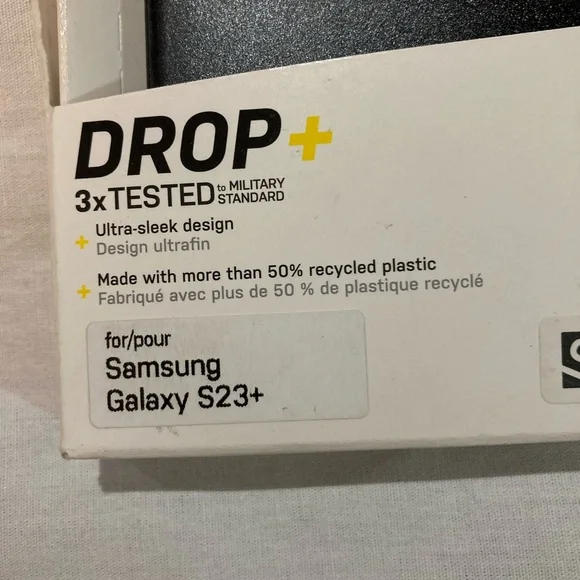 DROP+
3xTESTED to MILITARY STANDARD
+ Ultra-sleek design
Design ultrafin
+ Made with more than 50% recycled plastic
Fabriqué avec plus de 50 % de plastique recyclé
for/pour
Samsung
Galaxy S23+